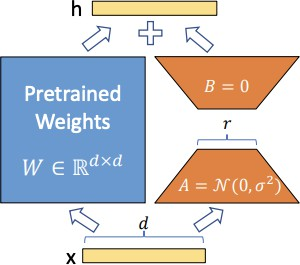 h
Pretrained
Weights
W ∈ ℝ^{d×d}
B = 0
r
A = 𝒩(0, σ²)
d
x